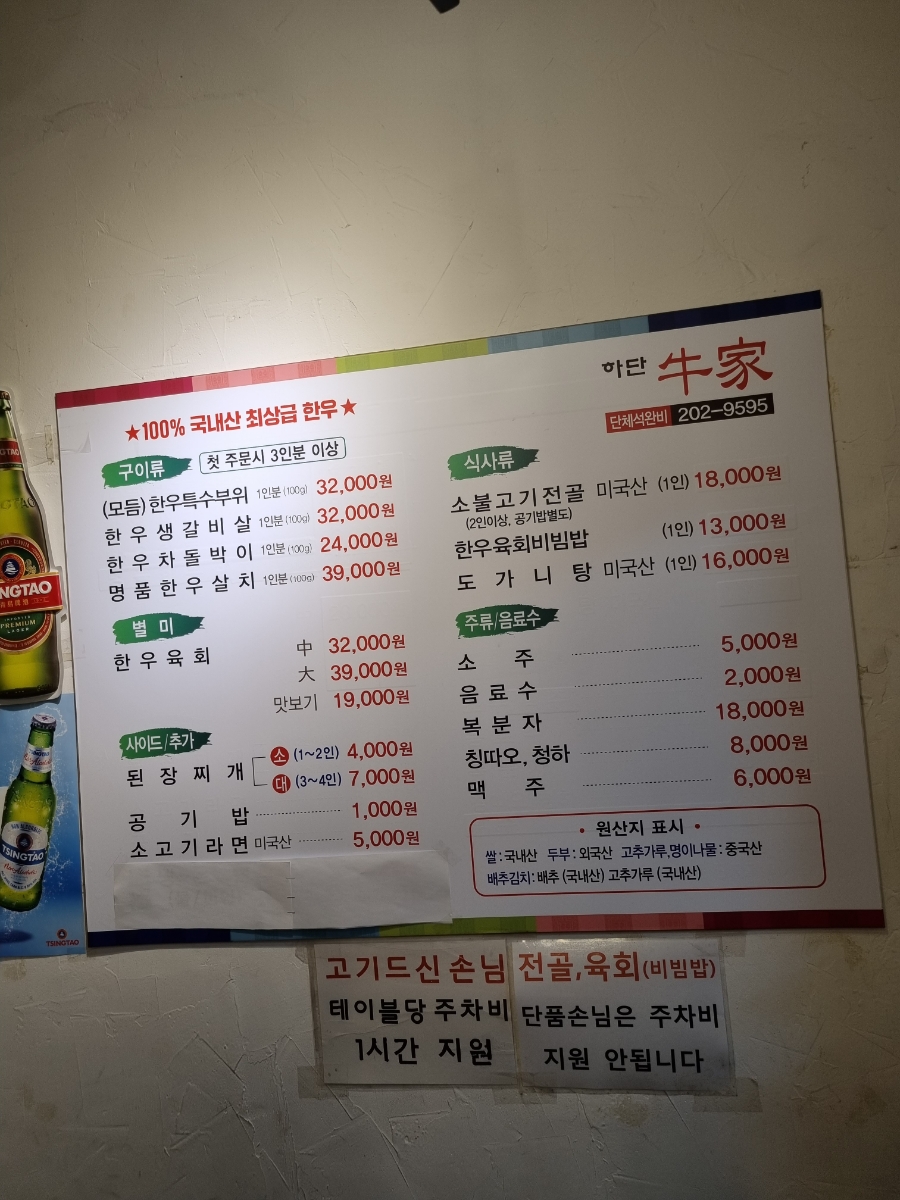 하단 牛家
단체석완비 202-9595
★100% 국내산 최상급 한우★
구이류 첫 주문시 3인분 이상
(모듬)한우특수부위 1인분(100g) 32,000원
한우생갈비살 1인분(100g) 32,000원
한우차돌박이 1인분(100g) 24,000원
명품한우살치 1인분(100g) 39,000원
별미
한우육회 中 32,000원
大 39,000원
맛보기 19,000원
사이드/추가
된장찌개 소 (1~2인) 4,000원
대 (3~4인) 7,000원
공기밥 1,000원
소고기라면 미국산 5,000원
식사류
소불고기전골 미국산 (1인) 18,000원
(2인이상, 공기밥별도)
한우육회비빔밥 (1인) 13,000원
도가니탕 미국산 (1인) 16,000원
주류/음료수
소주 5,000원
음료수 2,000원
복분자 18,000원
칭따오, 청하 8,000원
맥주 6,000원
• 원산지 표시 •
쌀 : 국내산 두부 : 외국산 고추가루,명이나물 : 중국산
배추김치: 배추 (국내산) 고추가루 (국내산)
고기드신 손님
테이블당 주차비
1시간 지원
전골,육회(비빔밥)
단품손님은 주차비
지원 안됩니다
NGTAO
PREMIUM
LAGER
TSINGTAO
TSINGTAO